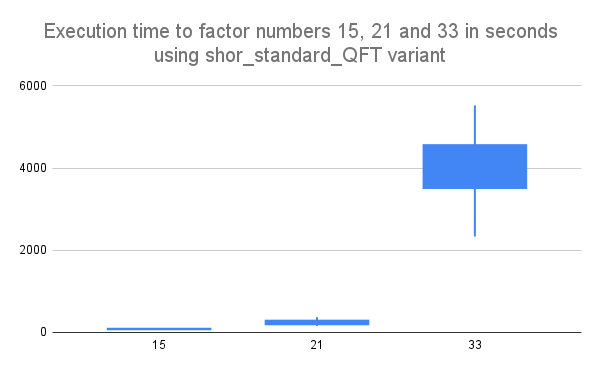 Execution time to factor numbers 15, 21 and 33 in seconds
using shor_standard_QFT variant
6000
4000
2000
0
15 21 33